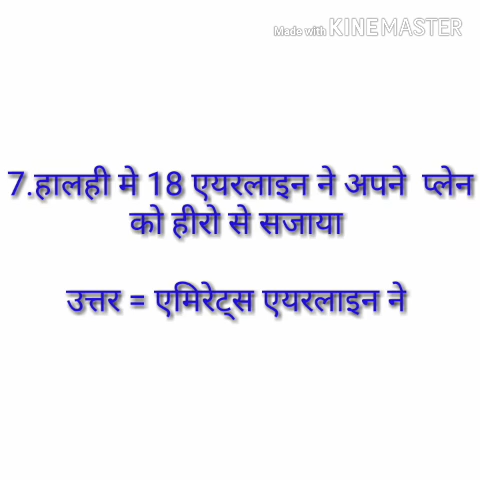 Made with KINEMASTER
7.हालही मे 18 एयरलाइन ने अपने प्लेन
को हीरो से सजाया
उत्तर = एमिरेट्स एयरलाइन ने